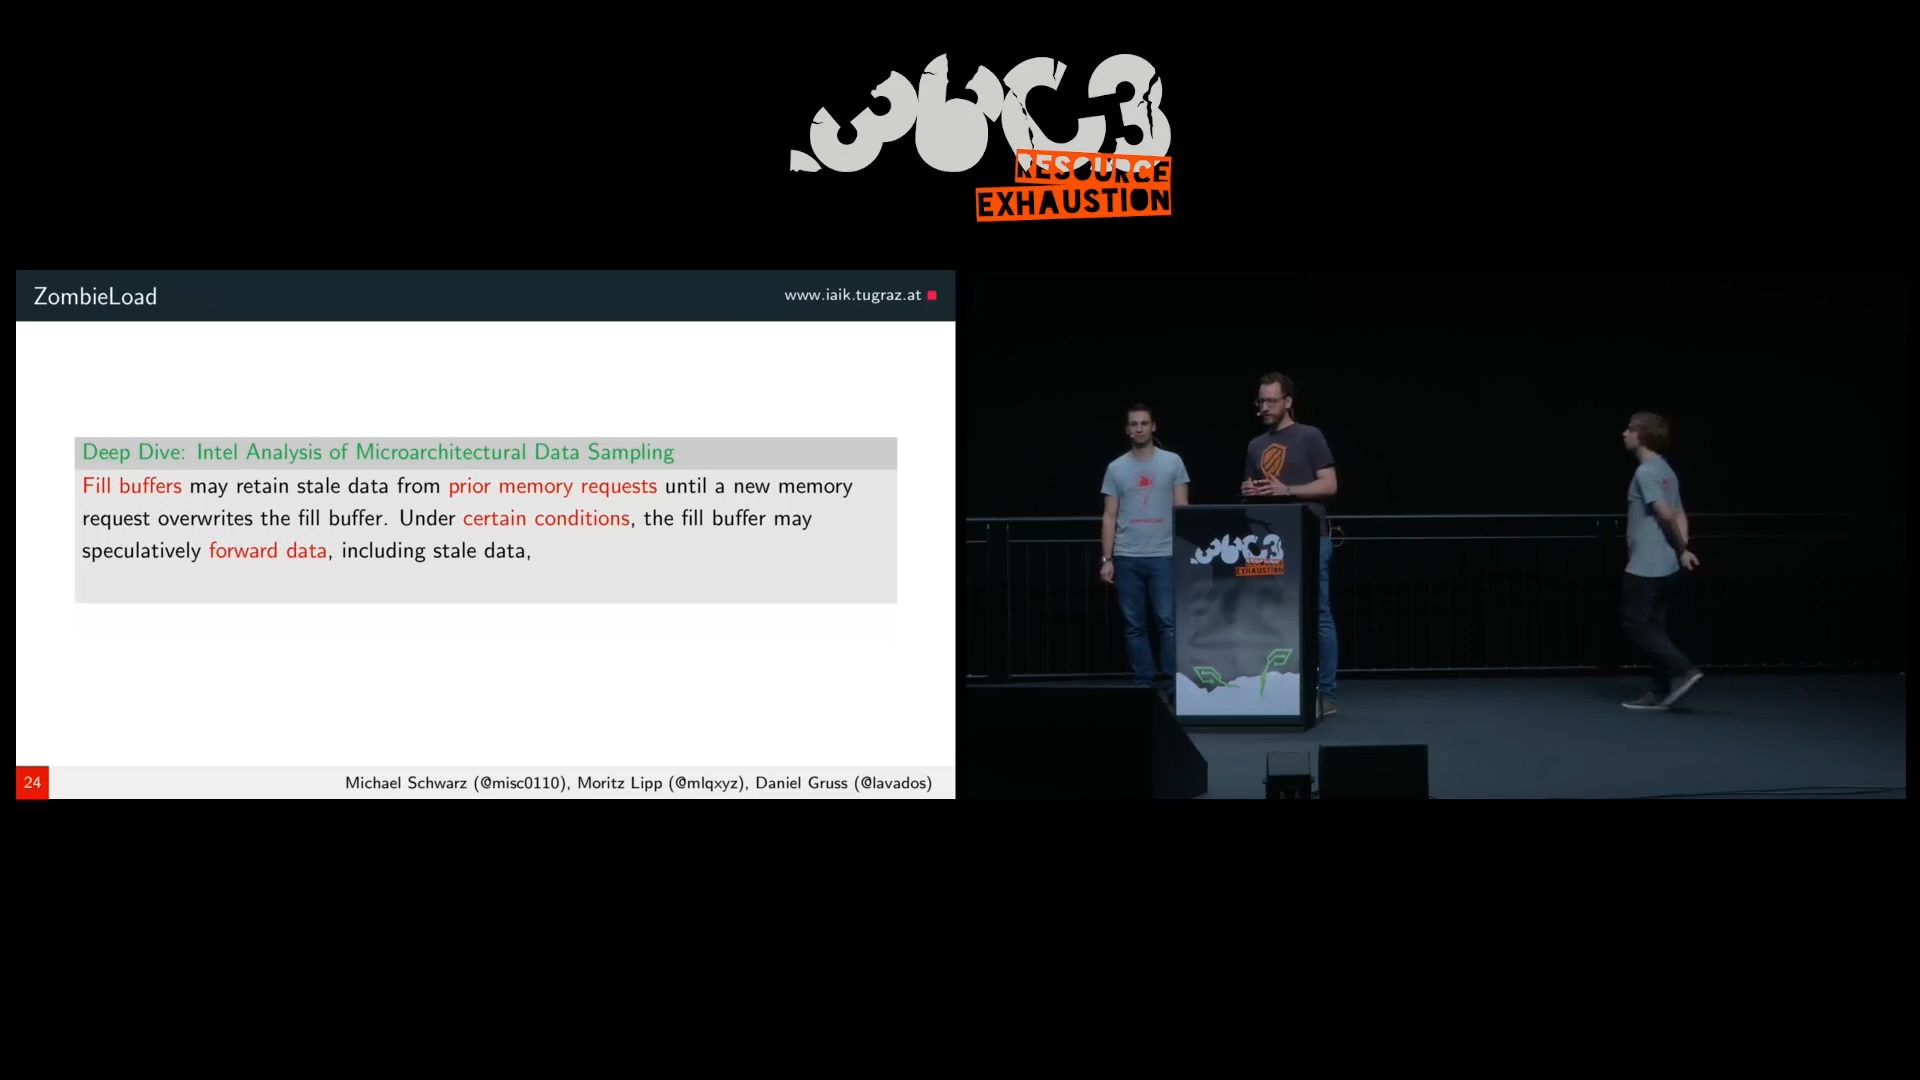 36C3
RESOURCE
EXHAUSTION
ZombieLoad
www.iaik.tugraz.at
Deep Dive: Intel Analysis of Microarchitectural Data Sampling
Fill buffers may retain stale data from prior memory requests until a new memory
request overwrites the fill buffer. Under certain conditions, the fill buffer may
speculatively forward data, including stale data,
24
Michael Schwarz (@misc0110), Moritz Lipp (@mlqxyz), Daniel Gruss (@lavados)
36C3
EXHAUSTION